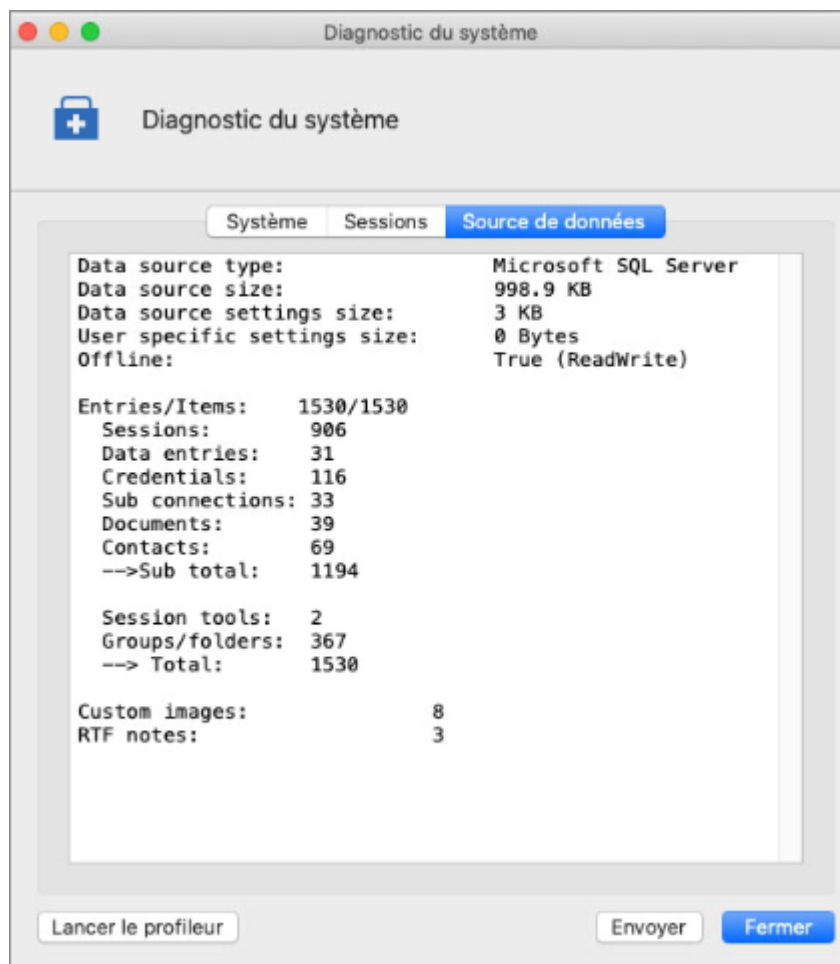 Diagnostic du système
Diagnostic du système
Système Sessions Source de données
Data source type: Microsoft SQL Server
Data source size: 998.9 KB
Data source settings size: 3 KB
User specific settings size: 0 Bytes
Offline: True (ReadWrite)
Entries/Items: 1530/1530
Sessions: 906
Data entries: 31
Credentials: 116
Sub connections: 33
Documents: 39
Contacts: 69
-->Sub total: 1194
Session tools: 2
Groups/folders: 367
--> Total: 1530
Custom images: 8
RTF notes: 3
Lancer le profileur Envoyer Fermer